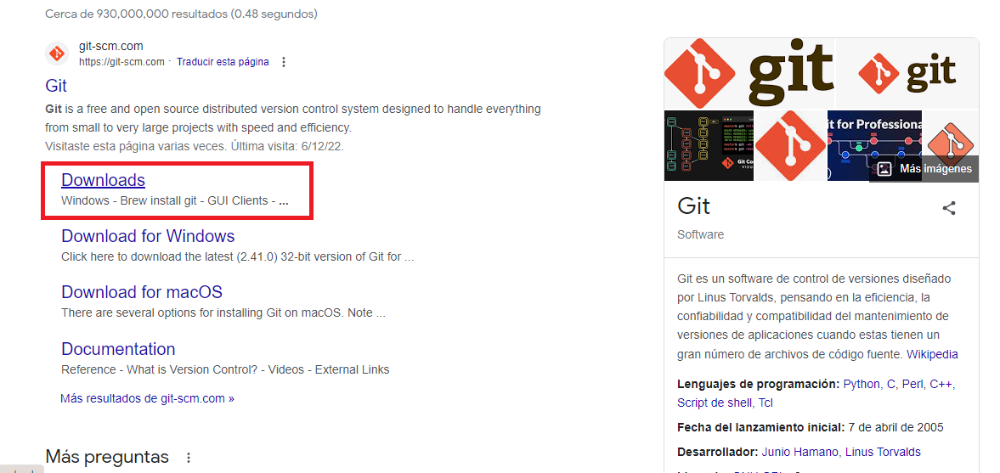 Cerca de 930,000,000 resultados (0.48 segundos)
git-scm.com
https://git-scm.com · Traducir esta página
Git
Git is a free and open source distributed version control system designed to handle everything
from small to very large projects with speed and efficiency.
Visitaste esta página varias veces. Última visita: 6/12/22.
Downloads
Windows - Brew install git - GUI Clients - ...
Download for Windows
Click here to download the latest (2.41.0) 32-bit version of Git for ...
Download for macOS
There are several options for installing Git on macOS. Note ...
Documentation
Reference - What is Version Control? - Videos - External Links
Más resultados de git-scm.com »
Más preguntas
git
git
it for Professiona
Más imágenes
Git
Software
Git es un software de control de versiones diseñado
por Linus Torvalds, pensando en la eficiencia, la
confiabilidad y compatibilidad del mantenimiento de
versiones de aplicaciones cuando estas tienen un
gran número de archivos de código fuente. Wikipedia
Lenguajes de programación: Python, C, Perl, C++,
Script de shell, Tcl
Fecha del lanzamiento inicial: 7 de abril de 2005
Desarrollador: Junio Hamano, Linus Torvalds